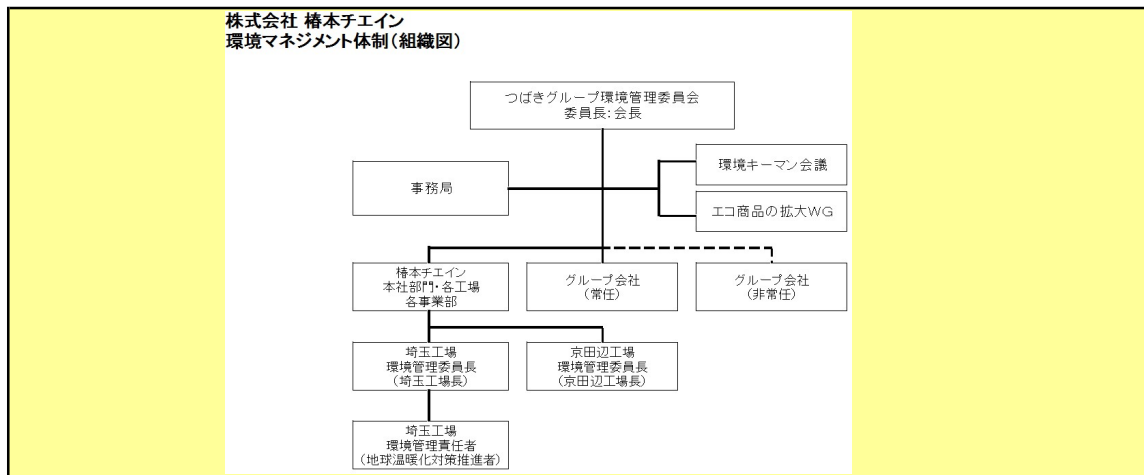 株式会社 椿本チエイン
環境マネジメント体制(組織図)
つばきグループ環境管理委員会
委員長:会長
事務局
環境キーマン会議
エコ商品の拡大WG
椿本チエイン
本社部門・各工場
各事業部
グループ会社
(常任)
グループ会社
(非常任)
埼玉工場
環境管理委員長
(埼玉工場長)
京田辺工場
環境管理委員長
(京田辺工場長)
埼玉工場
環境管理責任者
(地球温暖化対策推進者)